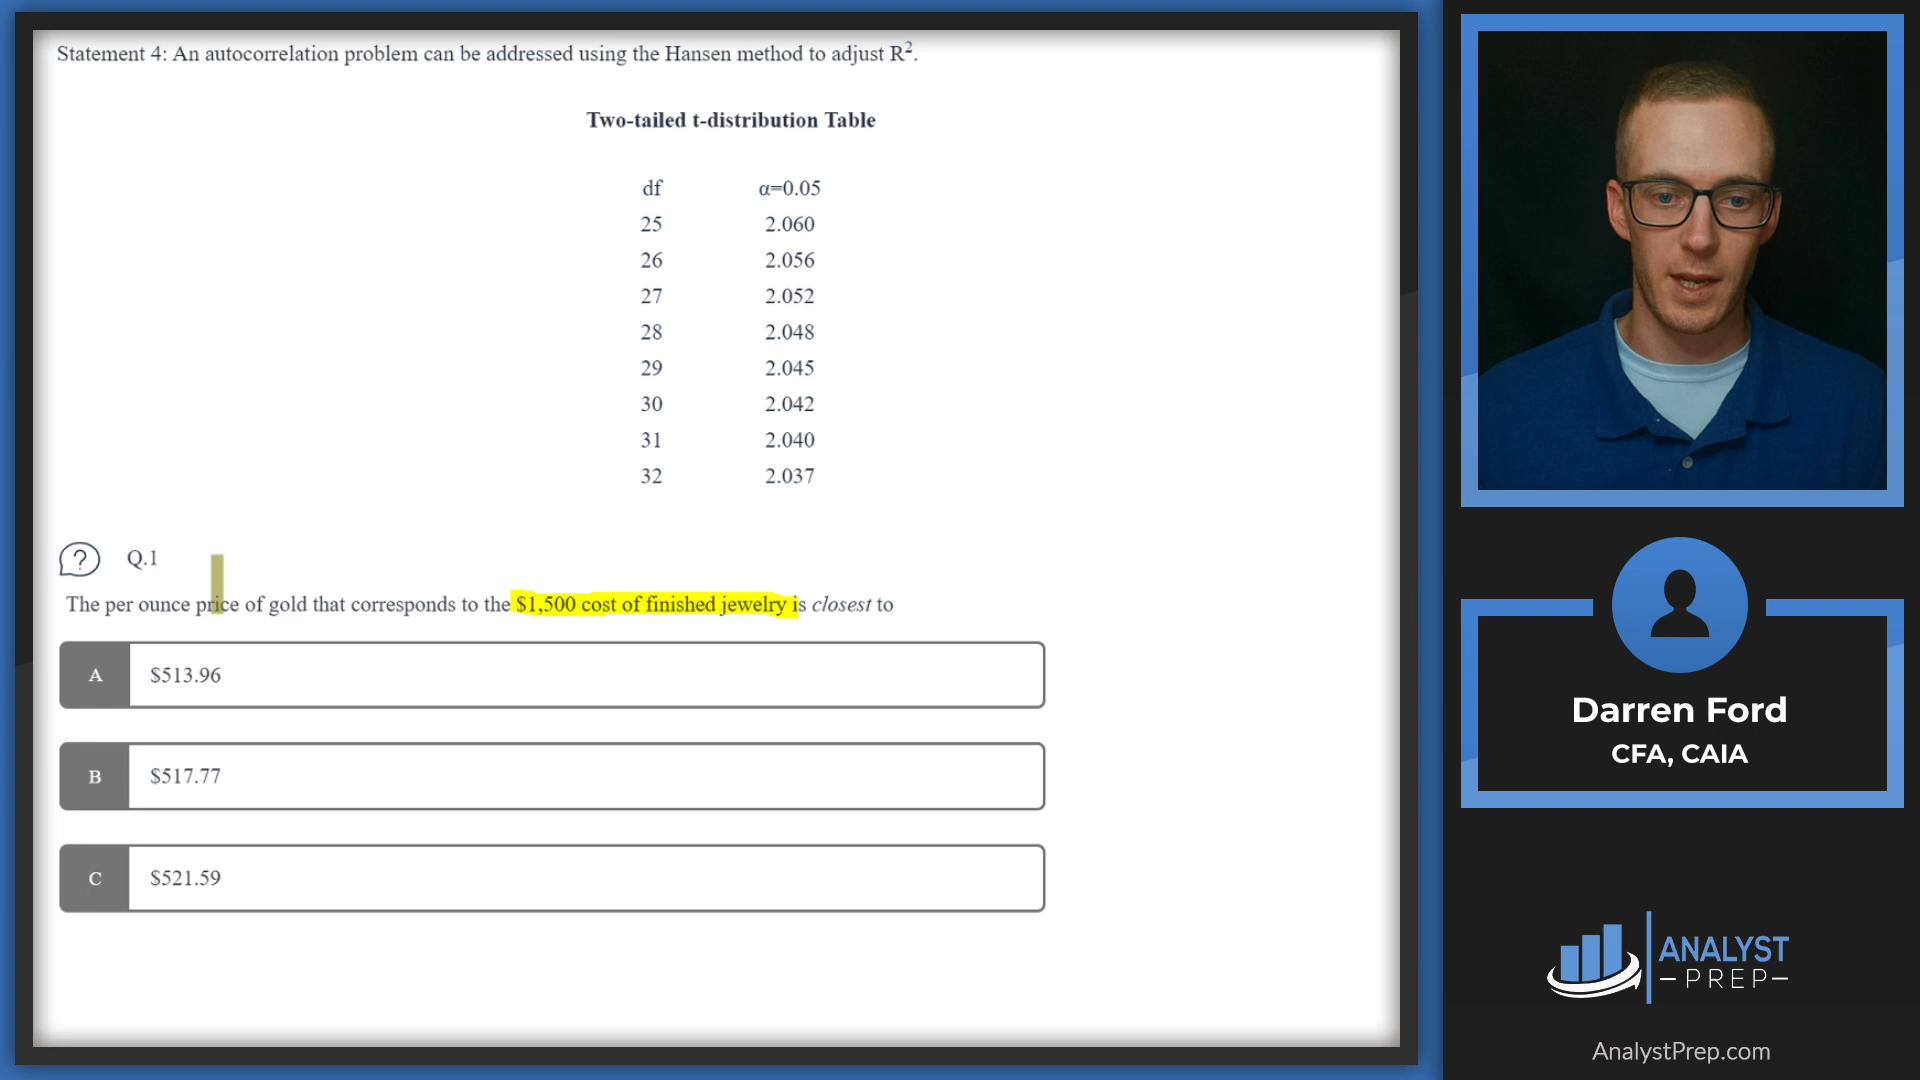 Statement 4: An autocorrelation problem can be addressed using the Hansen method to adjust R².
Two-tailed t-distribution Table
df α=0.05
25 2.060
26 2.056
27 2.052
28 2.048
29 2.045
30 2.042
31 2.040
32 2.037
? Q.1
The per ounce price of gold that corresponds to the $1,500 cost of finished jewelry is closest to
A $513.96
B $517.77
C $521.59
Darren Ford
CFA, CAIA
ANALYST
PREP
AnalystPrep.com